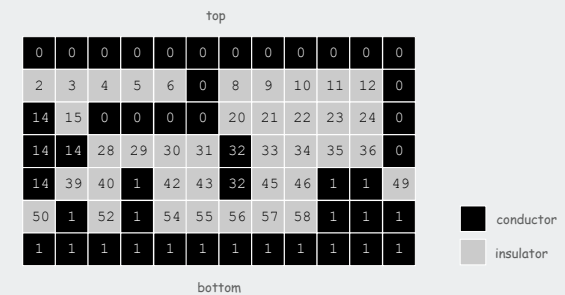 top
0 0 0 0 0 0 0 0 0 0 0 0
2 3 4 5 6 0 8 9 10 11 12 0
14 15 0 0 0 0 20 21 22 23 24 0
14 14 28 29 30 31 32 33 34 35 36 0
14 39 40 1 42 43 32 45 46 1 1 49
50 1 52 1 54 55 56 57 58 1 1 1
conductor
1 1 1 1 1 1 1 1 1 1 1 1
insulator
bottom